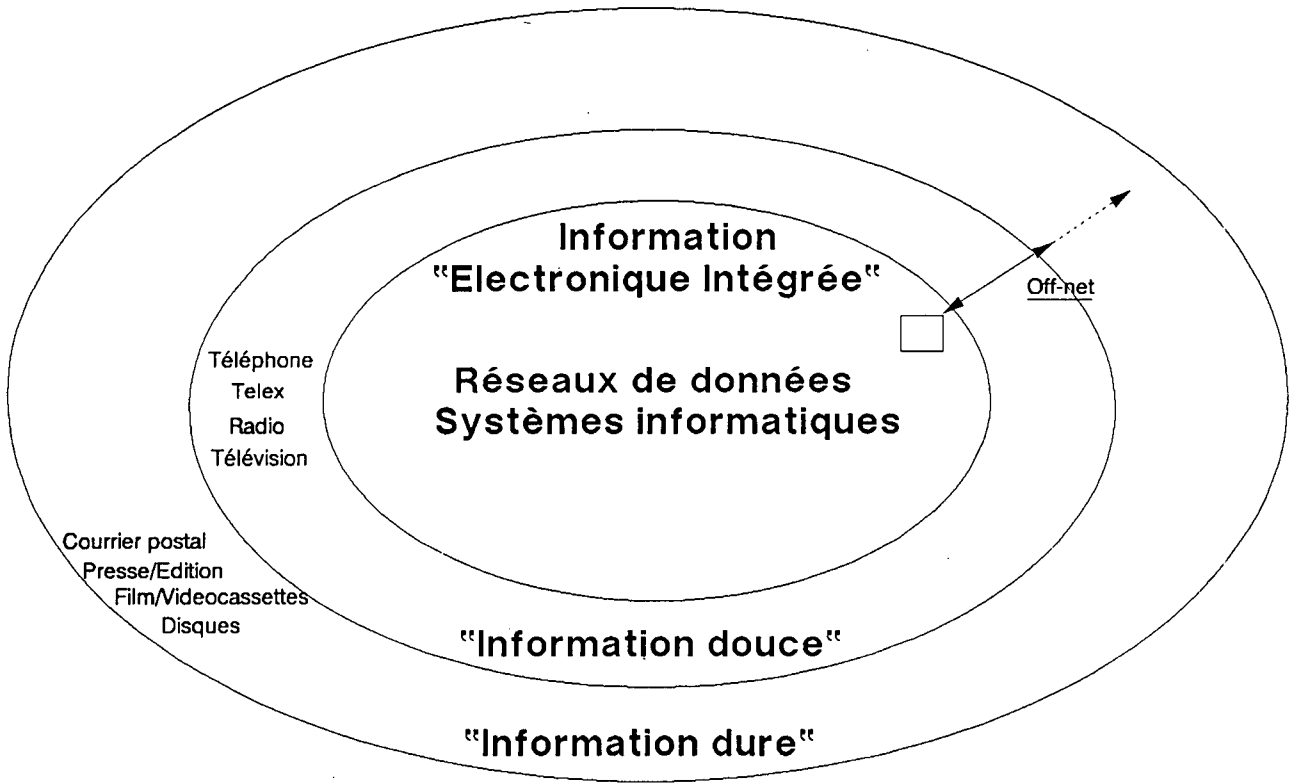 Information
"Electronique Intégrée"
Off-net
Réseaux de données
Systèmes informatiques
Téléphone
Telex
Radio
Télévision
Courrier postal
Presse/Edition
Film/Videocassettes
Disques
"Information douce"
"Information dure"